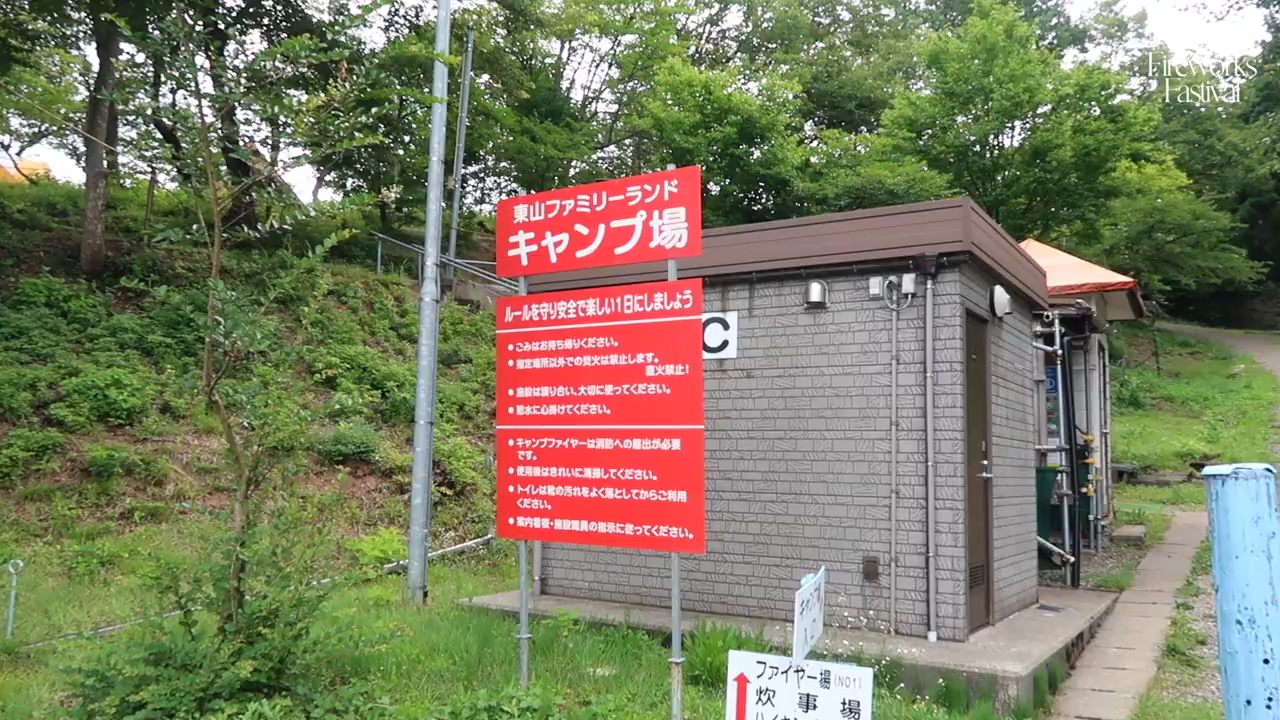 Fireworks
Fastival
東山ファミリーランド
キャンプ場
ルールを守り安全で楽しい1日にしましょう
● ごみはお持ち帰りください。
● 指定場所以外での焚火は禁止します。
直火禁止!
● 施設は譲り合い、大切に使ってください。
● 節水に心掛けてください。
● キャンプファイヤーは消防への届出が必要
です。
● 使用後はきれいに清掃してください。
● トイレは靴の汚れをよく落としてからご利用
ください。
● 案内看板・施設職員の指示に従ってください。
C
キャンプ
ファイヤー場(NO1)
炊事場